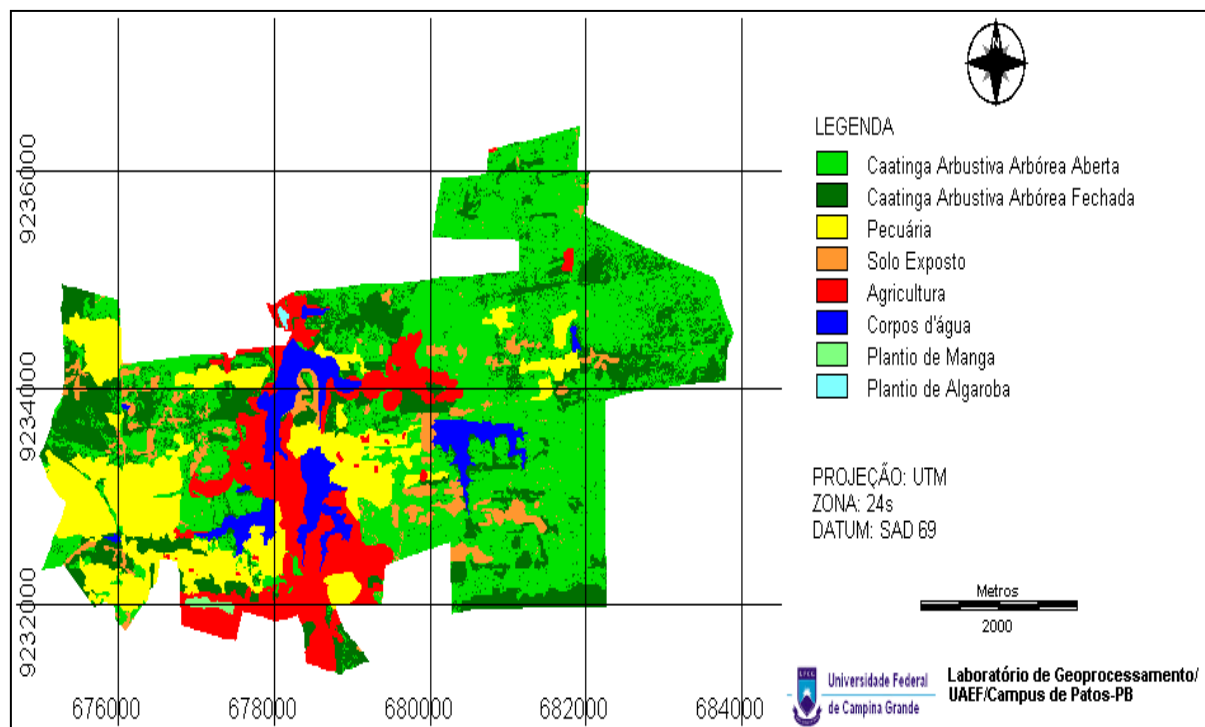 LEGENDA
Caatinga Arbustiva Arbórea Aberta
Caatinga Arbustiva Arbórea Fechada
Pecuária
Solo Exposto
Agricultura
Corpos d'água
Plantio de Manga
Plantio de Algaroba
PROJEÇÃO: UTM
ZONA: 24s
DATUM: SAD 69
Metros
2000
Universidade Federal
de Campina Grande
Laboratório de Geoprocessamento/
UAEF/Campus de Patos-PB
9236000
9234000
9232000
676000
678000
680000
682000
684000